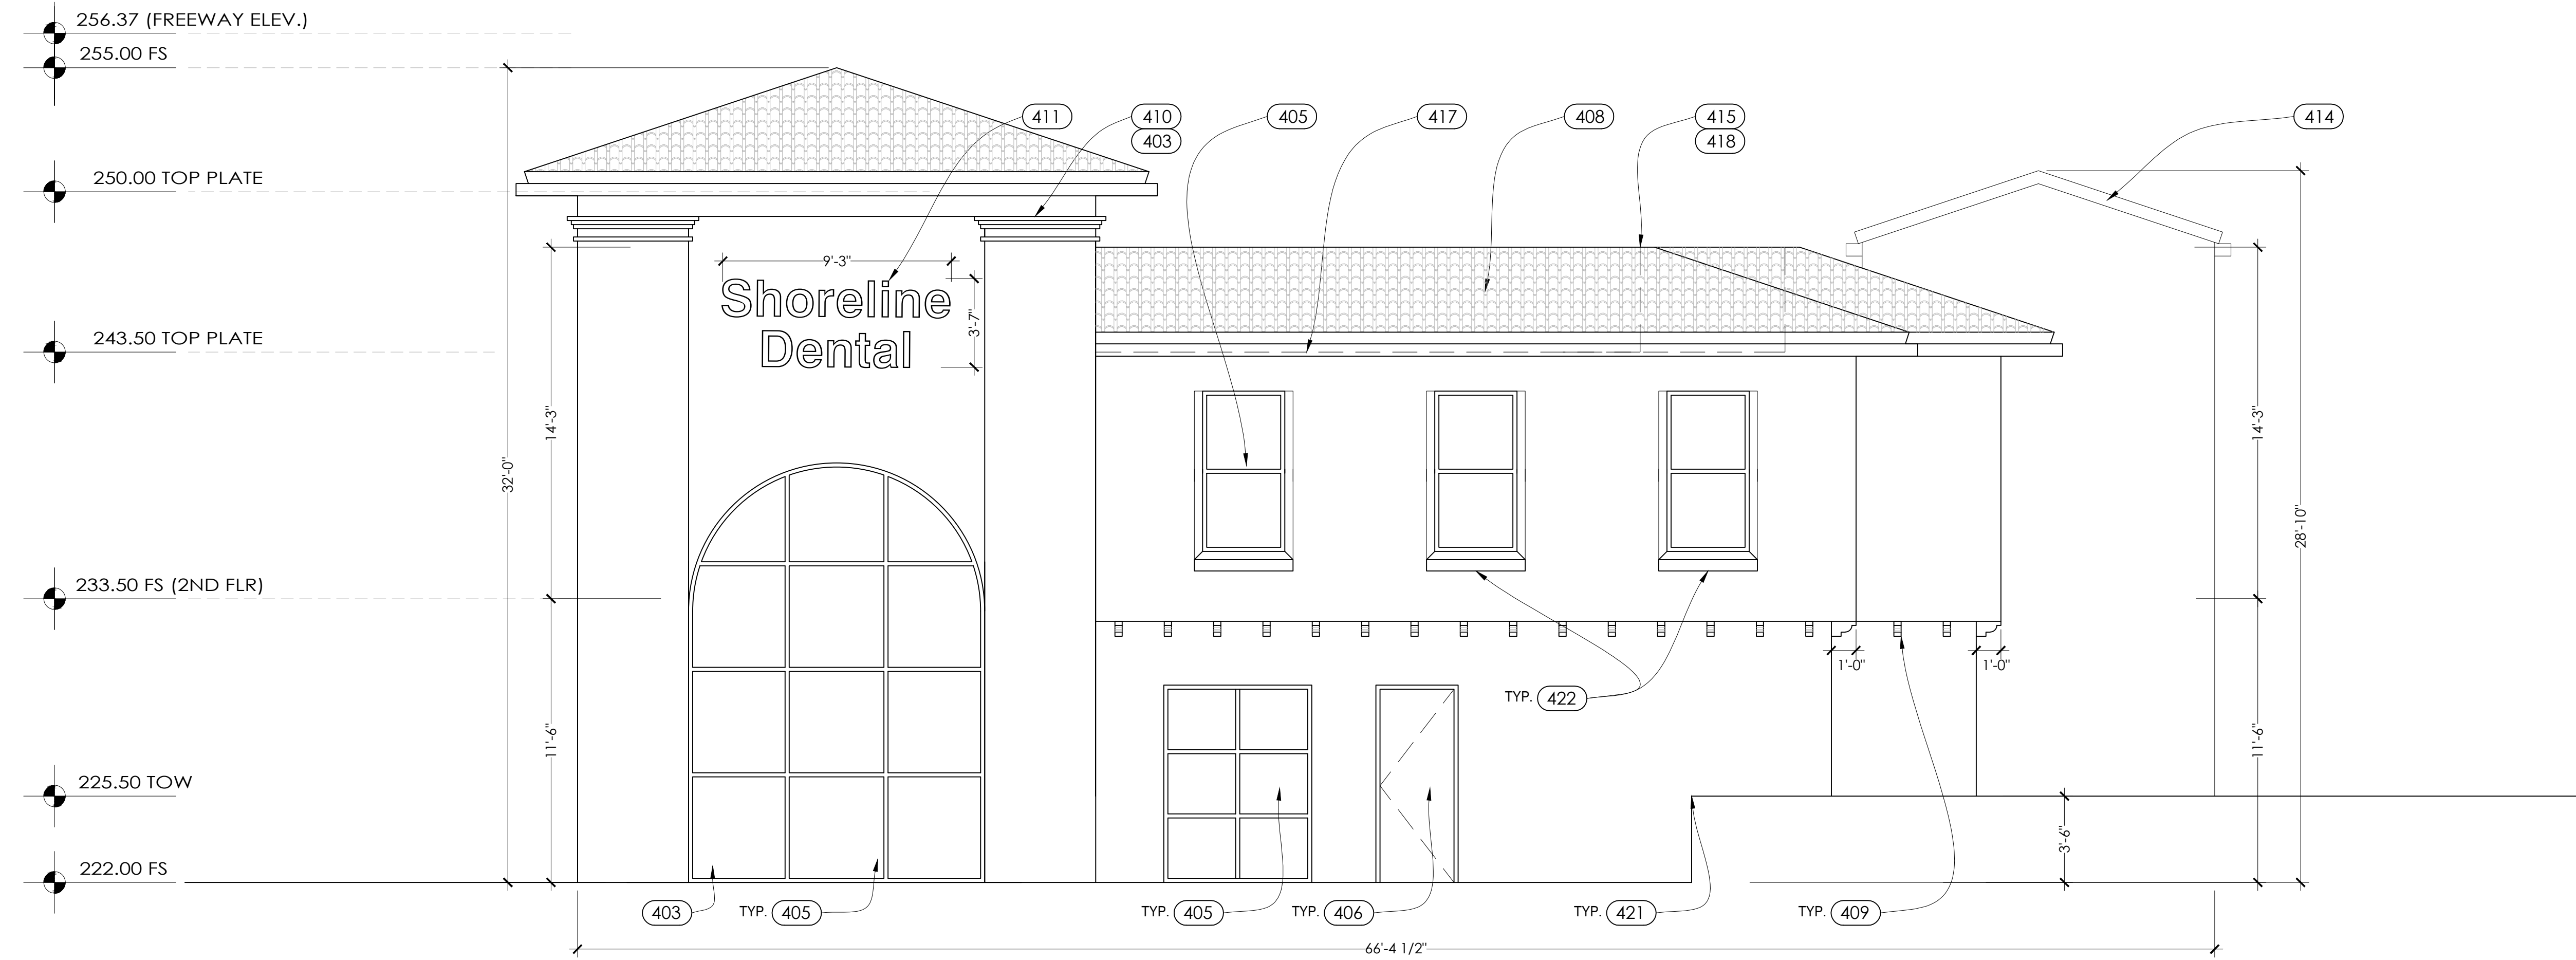 256.37 (FREEWAY ELEV.)
255.00 FS
411
410
405
417
408
415
414
403
418
250.00 TOP PLATE
9'-3"
Shoreline
3'-7"
243.50 TOP PLATE
Dental
14'-3"
14'-3"
32'-0"
28'-10"
233.50 FS (2ND FLR)
1'-0"
1'-0"
TYP. 422
11'-6"
11'-6"
225.50 TOW
3'-6"
222.00 FS
403
TYP. 405
TYP. 405
TYP. 406
TYP. 421
TYP. 409
66'-4 1/2"